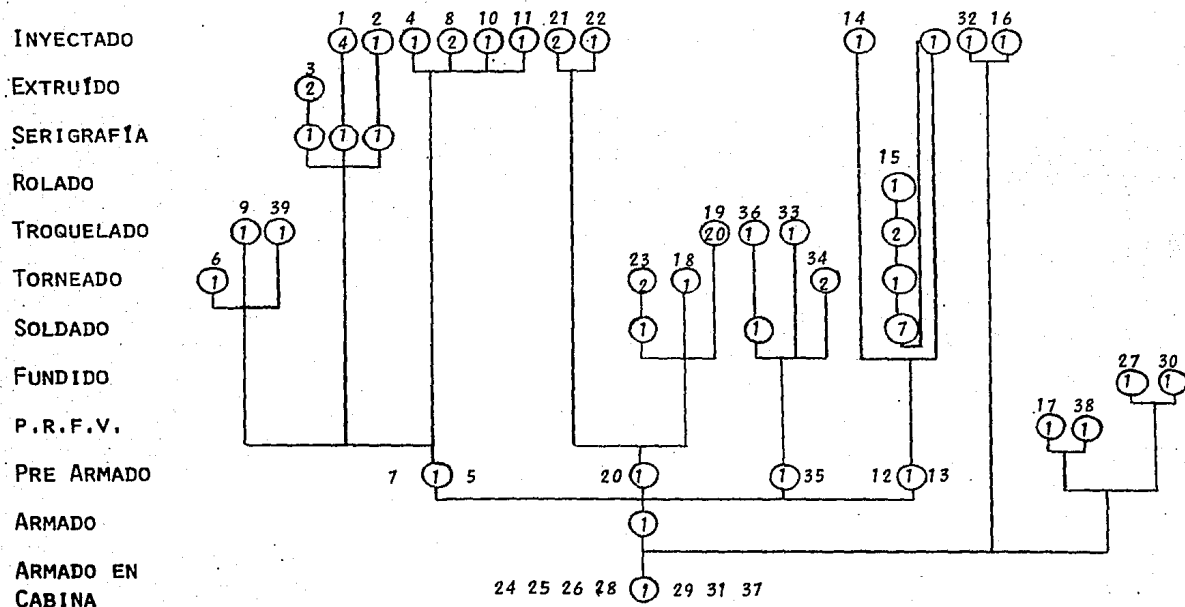 1 2 4 8 10 11 21 22 14 32 16
INYECTADO 4 1 1 2 1 1 2 1 1 1 1 1
3
EXTRUÍDO 2
SERIGRAFÍA 1 1 1
15
ROLADO 1
9 39 19 36 33
TROQUELADO 1 1 20 1 1 2
6 23 18 34
TORNEADO 1 2 1 2 1
SOLDADO 1 1 7
27 30
FUNDIDO 1 1
17 38
P.R.F.V. 1 1
PRE ARMADO 7 1 5 20 1 1 35 12 1 13
ARMADO 1
ARMADO EN
CABINA 24 25 26 28 1 29 31 37